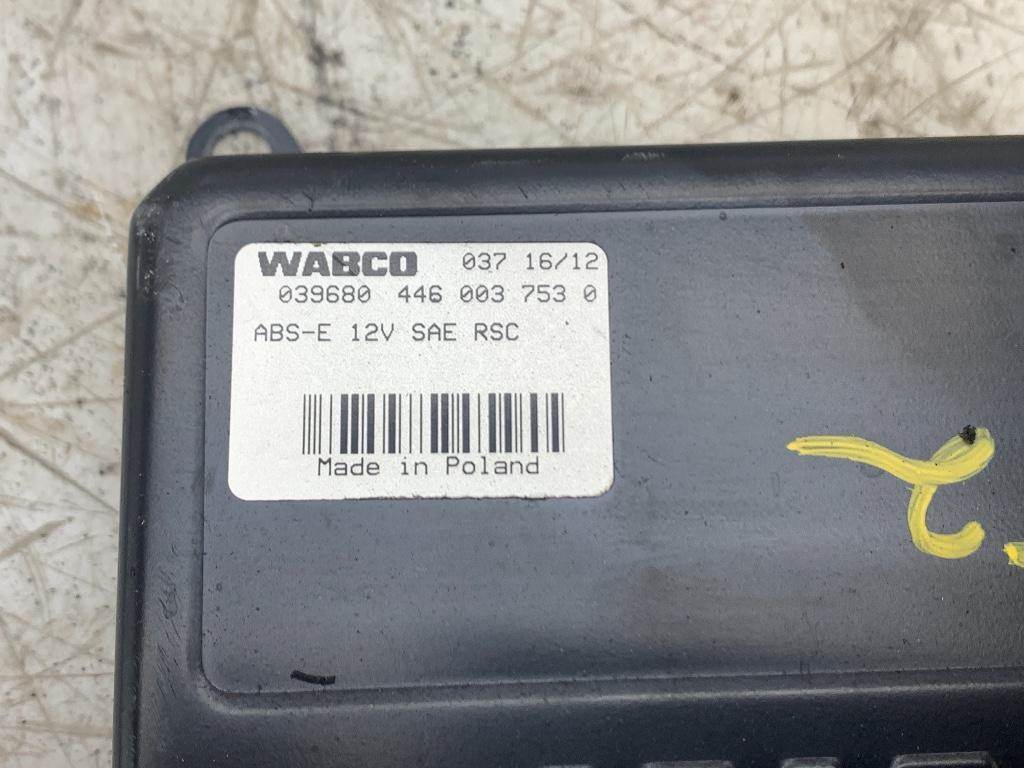 WABCO 037 16/12
039680 446 003 753 0
ABS-E 12V SAE RSC
Made in Poland